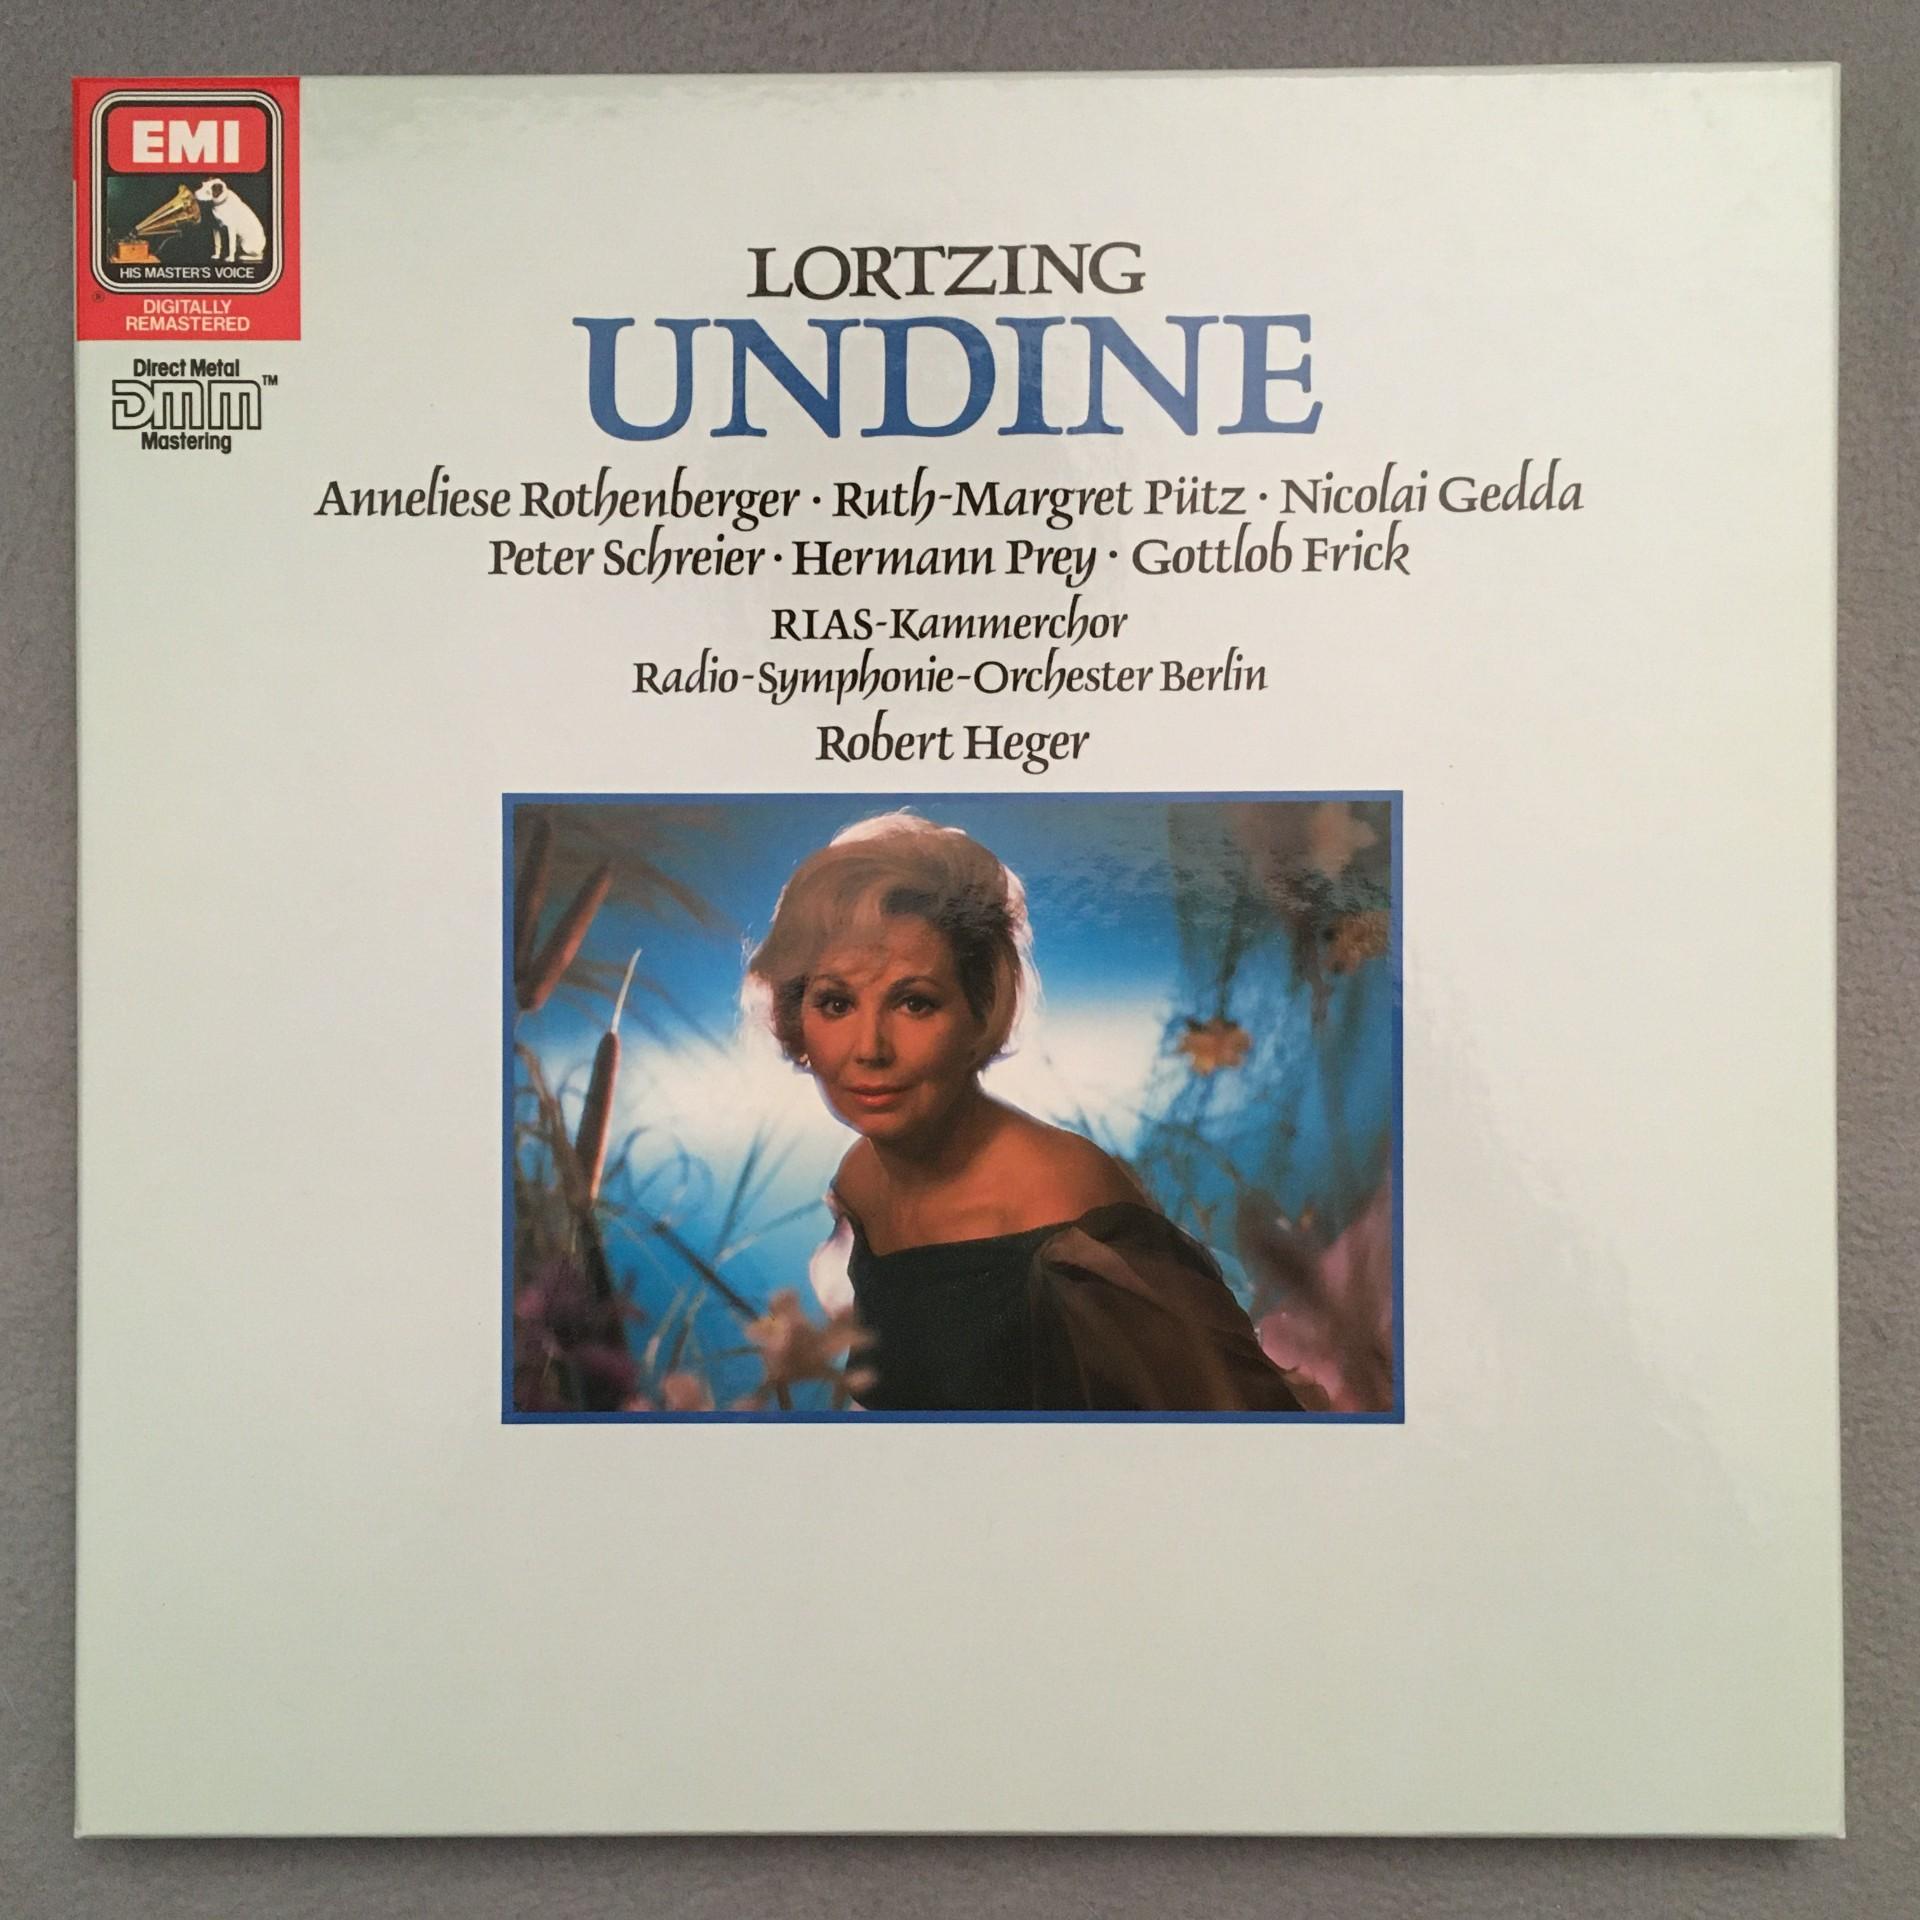 EMI
HIS MASTER'S VOICE
®
DIGITALLY
REMASTERED
Direct Metal
DMM™
Mastering
LORTZING
UNDINE
Anneliese Rothenberger · Ruth-Margret Pütz · Nicolai Gedda
Peter Schreier · Hermann Prey · Gottlob Frick
RIAS-Kammerchor
Radio-Symphonie-Orchester Berlin
Robert Heger